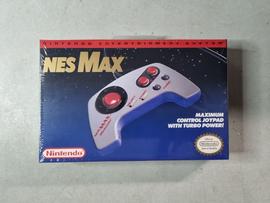 NINTENDO ENTERTAINMENT SYSTEM
NES MAX
MAXIMUM
CONTROL JOYPAD
WITH TURBO POWER!
Nintendo